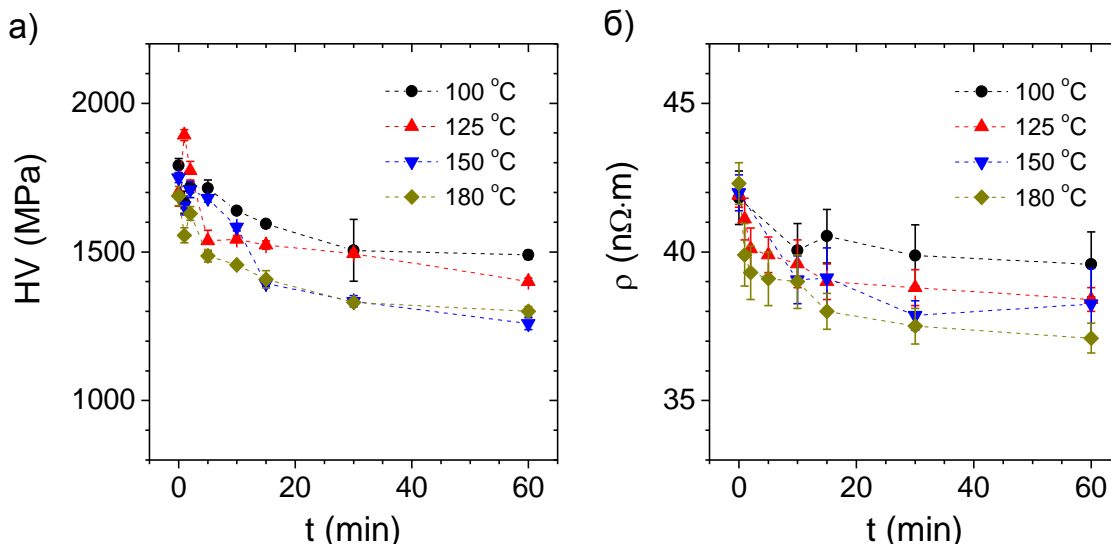 а)
2000
1500
1000
HV (MPa)
100 °C
125 °C
150 °C
180 °C
0 20 40 60
t (min)
б)
45
40
35
ρ (nΩ·m)
100 °C
125 °C
150 °C
180 °C
0 20 40 60
t (min)